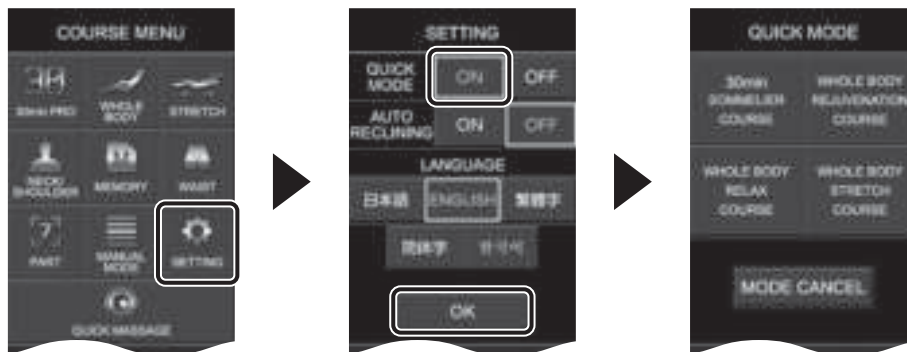 COURSE MENU
30min PRO
WHOLE
BODY
STRETCH
NECK/
SHOULDER
MEMORY
WAIST
PART
MANUAL
MODE
SETTING
QUICK MASSAGE
SETTING
QUICK
MODE
ON
OFF
AUTO
RECLINING
ON
OFF
LANGUAGE
日本語
ENGLISH
繁體字
简体字
한국어
OK
QUICK MODE
30min
SOMMELIER
COURSE
WHOLE BODY
REJUVENATION
COURSE
WHOLE BODY
RELAX
COURSE
WHOLE BODY
STRETCH
COURSE
MODE CANCEL